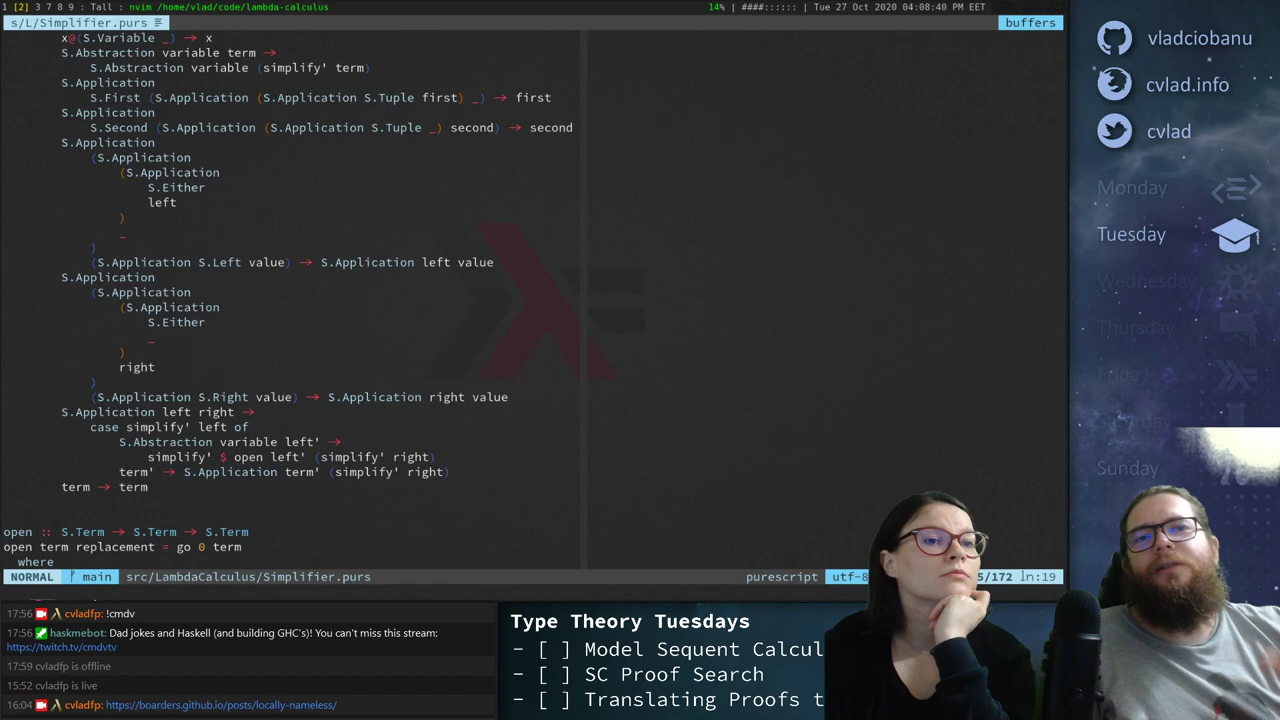 1 [2] 3 7 8 9 : Tall : nvim /home/vlad/code/lambda-calculus
14% | ####:::::: | Tue 27 Oct 2020 04:08:40 PM EET
s/L/Simplifier.purs
buffers
x@(S.Variable _) → x
S.Abstraction variable term →
S.Abstraction variable (simplify' term)
S.Application
S.First (S.Application (S.Application S.Tuple first) _) → first
S.Application
S.Second (S.Application (S.Application S.Tuple _) second) → second
S.Application
(S.Application
(S.Application
S.Either
left
)
_
)
(S.Application S.Left value) → S.Application left value
S.Application
(S.Application
(S.Application
S.Either
_
)
right
)
(S.Application S.Right value) → S.Application right value
S.Application left right →
case simplify' left of
S.Abstraction variable left' →
simplify' $ open left' (simplify' right)
term' → S.Application term' (simplify' right)
term → term
open :: S.Term → S.Term → S.Term
open term replacement = go 0 term
where
NORMAL main src/LambdaCalculus/Simplifier.purs
purescript utf-8
5/172 ln:19
17:56 cvladfp: !cmdv
17:56 haskmebot: Dad jokes and Haskell (and building GHC's)! You can't miss this stream:
https://twitch.tv/cmdvtv
17:59 cvladfp is offline
15:52 cvladfp is live
16:04 cvladfp: https://boarders.github.io/posts/locally-nameless/
Type Theory Tuesdays
- [ ] Model Sequent Calcul
- [ ] SC Proof Search
- [ ] Translating Proofs t
vladciobanu
cvlad.info
cvlad
Monday
Tuesday
Wednesday
Thursday
Sunday